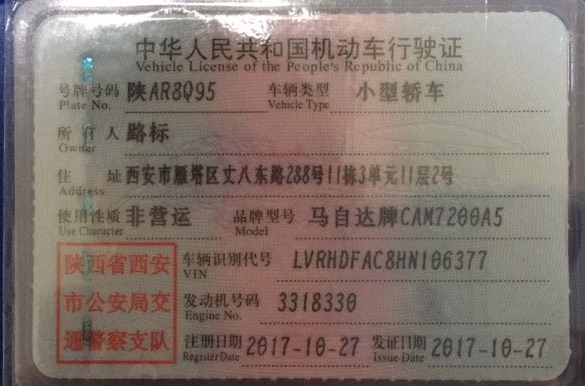 中华人民共和国机动车行驶证
Vehicle License of the People's Republic of China
号牌号码 陕AR8Q95 车辆类型 小型轿车
Plate No. Vehicle Type
所有人 路标
Owner
住址 西安市雁塔区丈八东路288号11栋3单元11层2号
Address
使用性质 非营运 品牌型号 马自达牌CAM7200A5
Use Character Model
陕西省西安 车辆识别代号 LVRHDFAC8HN106377
VIN
市公安局交 发动机号码 3318330
Engine No.
通警察支队 注册日期 2017-10-27 发证日期 2017-10-27
Register Date Issue Date